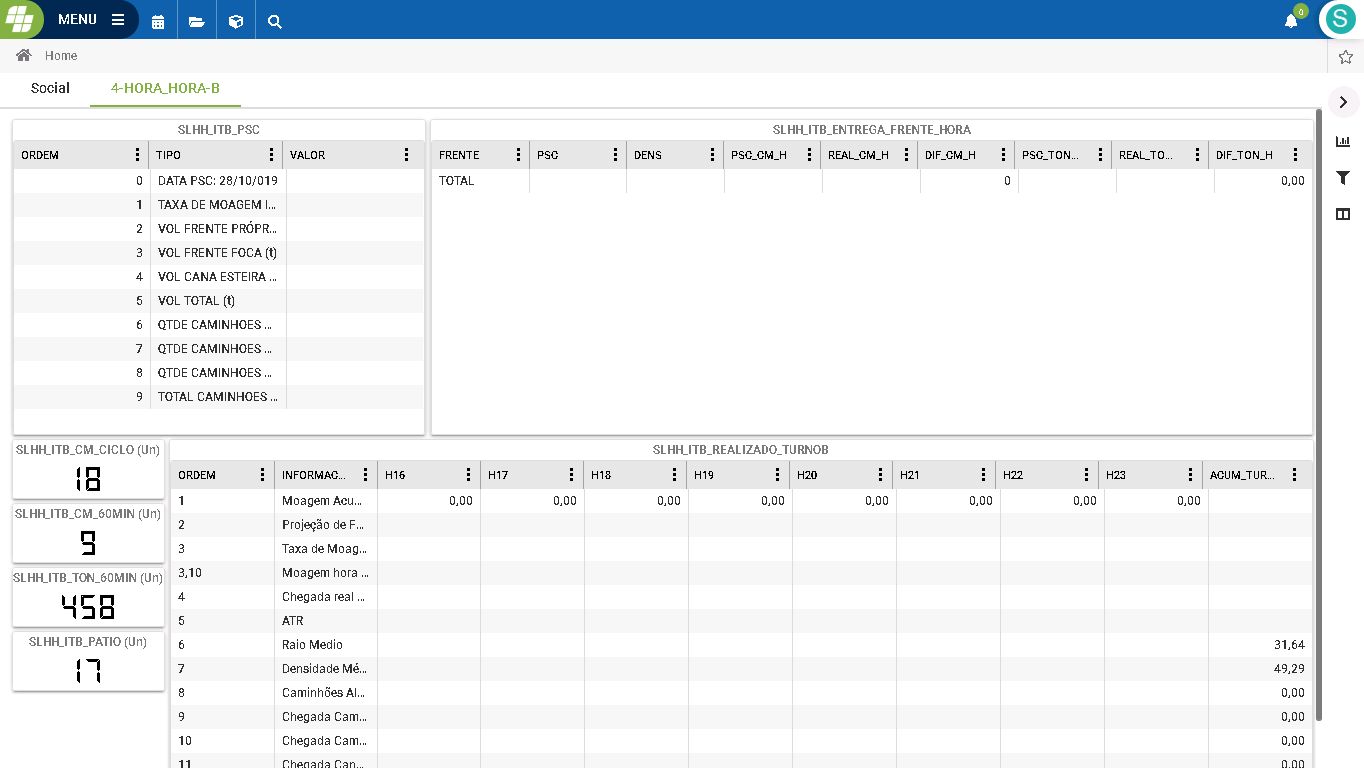 MENU
0
S
Home
Social 4-HORA_HORA-B
SLHH_ITB_PSC
ORDEM TIPO VALOR
0 DATA PSC: 28/10/019
1 TAXA DE MOAGEM I...
2 VOL FRENTE PRÓPR...
3 VOL FRENTE FOCA (t)
4 VOL CANA ESTEIRA ...
5 VOL TOTAL (t)
6 QTDE CAMINHOES ...
7 QTDE CAMINHOES ...
8 QTDE CAMINHOES ...
9 TOTAL CAMINHOES ...
SLHH_ITB_ENTREGA_FRENTE_HORA
FRENTE PSC DENS PSC_CM_H REAL_CM_H DIF_CM_H PSC_TON... REAL_TO... DIF_TON_H
TOTAL 0 0,00
SLHH_ITB_CM_CICLO (Un)
18
SLHH_ITB_CM_60MIN (Un)
9
SLHH_ITB_TON_60MIN (Un)
458
SLHH_ITB_PATIO (Un)
17
SLHH_ITB_REALIZADO_TURNOB
ORDEM INFORMAC... H16 H17 H18 H19 H20 H21 H22 H23 ACUM_TUR...
1 Moagem Acu... 0,00 0,00 0,00 0,00 0,00 0,00 0,00 0,00
2 Projeção de F...
3 Taxa de Moag...
3,10 Moagem hora ...
4 Chegada real ...
5 ATR
6 Raio Medio 31,64
7 Densidade Mé... 49,29
8 Caminhões Al... 0,00
9 Chegada Cam... 0,00
10 Chegada Cam... 0,00
11 Chegada Can... 0,00